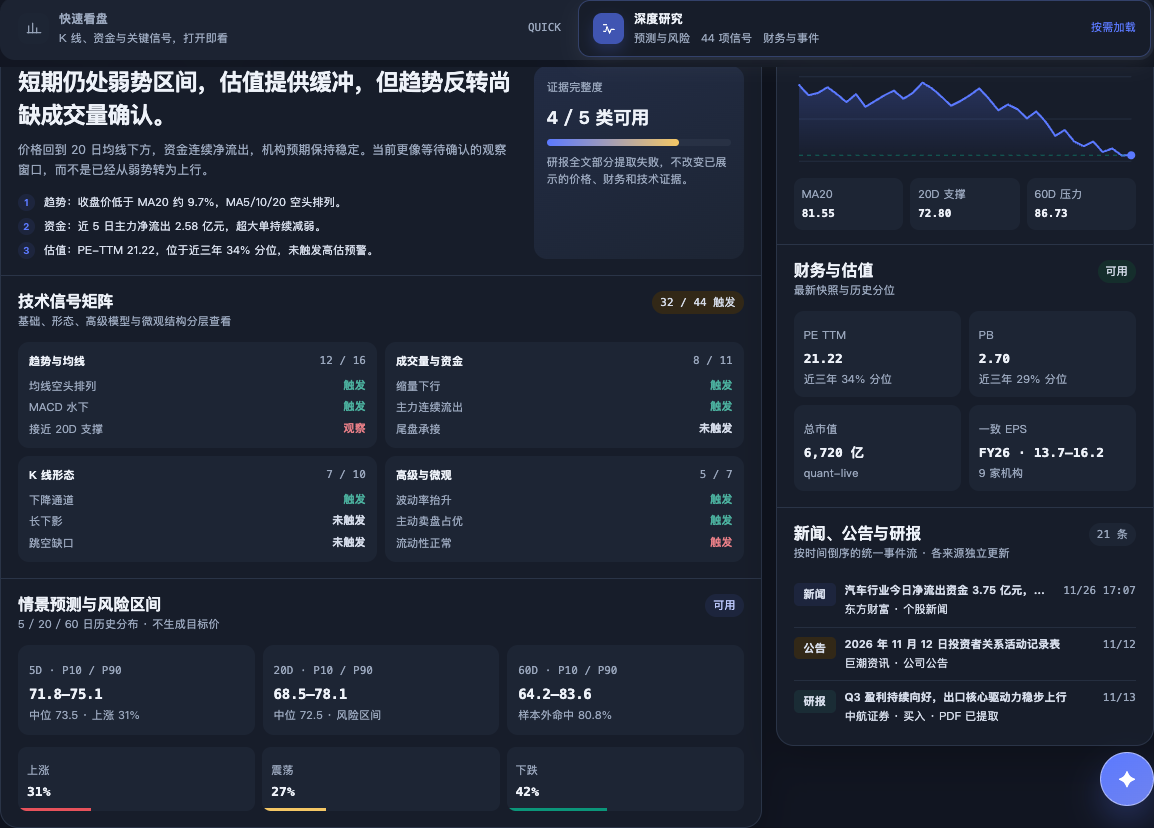 快速看盘
K 线、资金与关键信号，打开即看
QUICK
深度研究
预测与风险 44 项信号 财务与事件
按需加载
短期仍处弱势区间，估值提供缓冲，但趋势反转尚
缺成交量确认。
价格回到 20 日均线下方，资金连续净流出，机构预期保持稳定。当前更像等待确认的观察
窗口，而不是已经从弱势转为上行。
1 趋势：收盘价低于 MA20 约 9.7%，MA5/10/20 空头排列。
2 资金：近 5 日主力净流出 2.58 亿元，超大单持续减弱。
3 估值：PE-TTM 21.22，位于近三年 34% 分位，未触发高估预警。
证据完整度
4 / 5 类可用
研报全文部分提取失败，不改变已展
示的价格、财务和技术证据。
技术信号矩阵
基础、形态、高级模型与微观结构分层查看
32 / 44 触发
趋势与均线 12 / 16
均线空头排列 触发
MACD 水下 触发
接近 20D 支撑 观察
成交量与资金 8 / 11
缩量下行 触发
主力连续流出 触发
尾盘承接 未触发
K 线形态 7 / 10
下降通道 触发
长下影 未触发
跳空缺口 未触发
高级与微观 5 / 7
波动率抬升 触发
主动卖盘占优 触发
流动性正常 触发
情景预测与风险区间
5 / 20 / 60 日历史分布 · 不生成目标价
可用
5D · P10 / P90
71.8–75.1
中位 73.5 · 上涨 31%
20D · P10 / P90
68.5–78.1
中位 72.5 · 风险区间
60D · P10 / P90
64.2–83.6
样本外命中 80.8%
上涨
31%
震荡
27%
下跌
42%
MA20
81.55
20D 支撑
72.80
60D 压力
86.73
财务与估值
最新快照与历史分位
可用
PE TTM
21.22
近三年 34% 分位
PB
2.70
近三年 29% 分位
总市值
6,720 亿
quant-live
一致 EPS
FY26 · 13.7–16.2
9 家机构
新闻、公告与研报
按时间倒序的统一事件流 · 各来源独立更新
21 条
新闻 汽车行业今日净流出资金 3.75 亿元，... 11/26 17:07
东方财富 · 个股新闻
公告 2026 年 11 月 12 日投资者关系活动记录表 11/12
巨潮资讯 · 公司公告
研报 Q3 盈利持续向好，出口核心驱动力稳步上行 11/13
中航证券 · 买入 · PDF 已提取